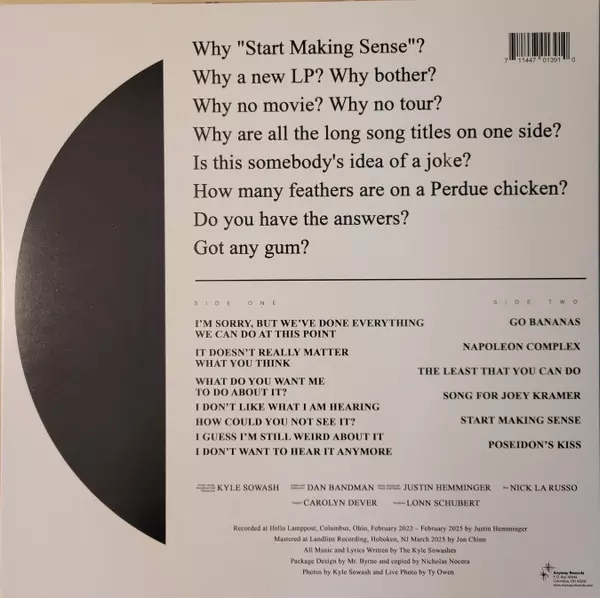 Why "Start Making Sense"?
Why a new LP? Why bother?
Why no movie? Why no tour?
Why are all the long song titles on one side?
Is this somebody's idea of a joke?
How many feathers are on a Perdue chicken?
Do you have the answers?
Got any gum?
7 11447 01391 0
SIDE ONE
I'M SORRY, BUT WE'VE DONE EVERYTHING
WE CAN DO AT THIS POINT
IT DOESN'T REALLY MATTER
WHAT YOU THINK
WHAT DO YOU WANT ME
TO DO ABOUT IT?
I DON'T LIKE WHAT I AM HEARING
HOW COULD YOU NOT SEE IT?
I GUESS I'M STILL WEIRD ABOUT IT
I DON'T WANT TO HEAR IT ANYMORE
SIDE TWO
GO BANANAS
NAPOLEON COMPLEX
THE LEAST THAT YOU CAN DO
SONG FOR JOEY KRAMER
START MAKING SENSE
POSEIDON'S KISS
KYLE SOWASH DAN BANDMAN JUSTIN HEMMINGER NICK LA RUSSO
CAROLYN DEVER LONN SCHUBERT
Recorded at Hello Lamppost, Columbus, Ohio, February 2022 – February 2025 by Justin Hemminger
Mastered at Landline Recording, Hoboken, NJ March 2025 by Jon Chinn
All Music and Lyrics Written by The Kyle Sowashes
Package Design by Mr. Byrne and copied by Nicholas Nocera
Photos by Kyle Sowash and Live Photo by Ty Owen
Anyway Records
Columbus, OH